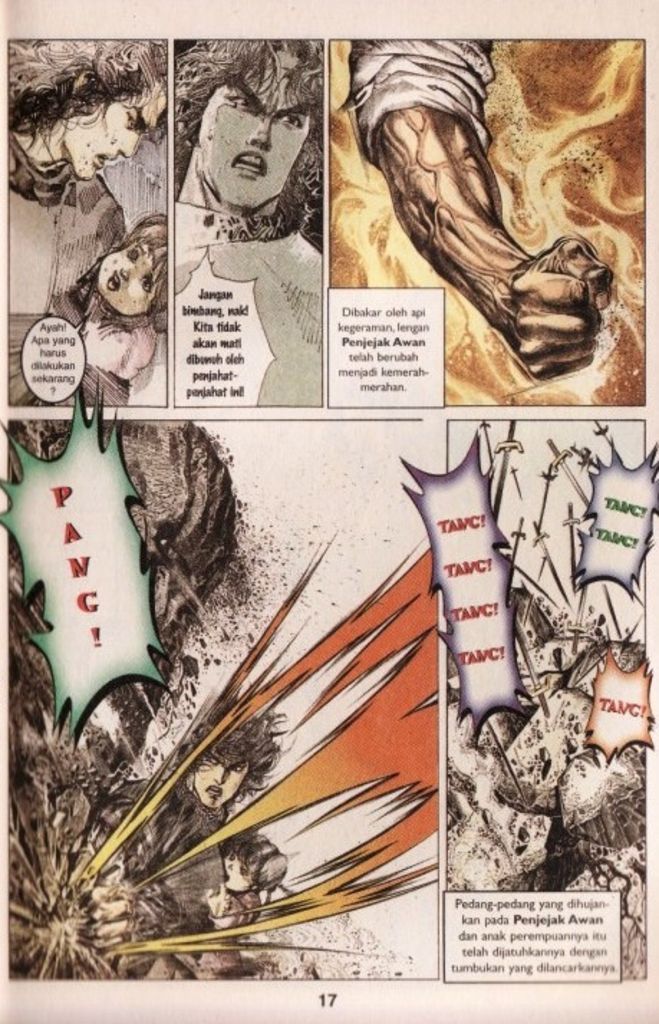 Ayah!
Apa yang
harus
dilakukan
sekarang
?
Jangan
bimbang, nak!
Kita tidak
akan mati
dibunuh oleh
penjahat-
penjahat ini!
Dibakar oleh api
kegeraman, lengan
Penjejak Awan
telah berubah
menjadi kemerah-
merahan.
PANG!
TANG!
TANG!
TANG!
TANG!
TANG!
TANG!
TANG!
Pedang-pedang yang dihujan-
kan pada Penjejak Awan
dan anak perempuannya itu
telah dijatuhkannya dengan
tumbukan yang dilancarkannya.
17